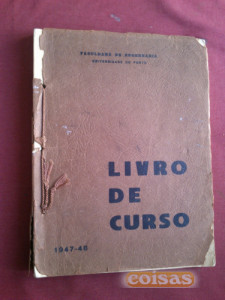 FACULDADE DE ENGENHARIA
UNIVERSIDADE DO PORTO
LIVRO
DE
CURSO
1947-48
coisas